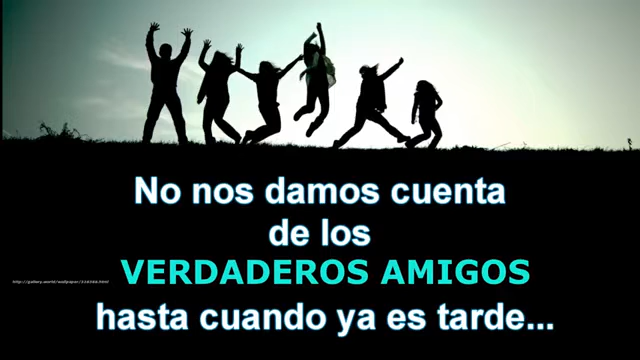 No nos damos cuenta
de los
VERDADEROS AMIGOS
hasta cuando ya es tarde...